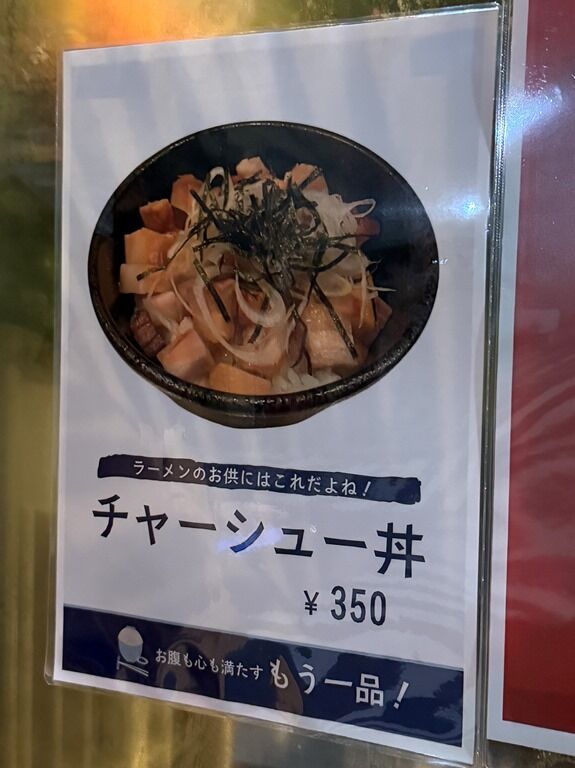 ラーメンのお供にはこれだよね！
チャーシュー丼
¥350
お腹も心も満たす もう一品！